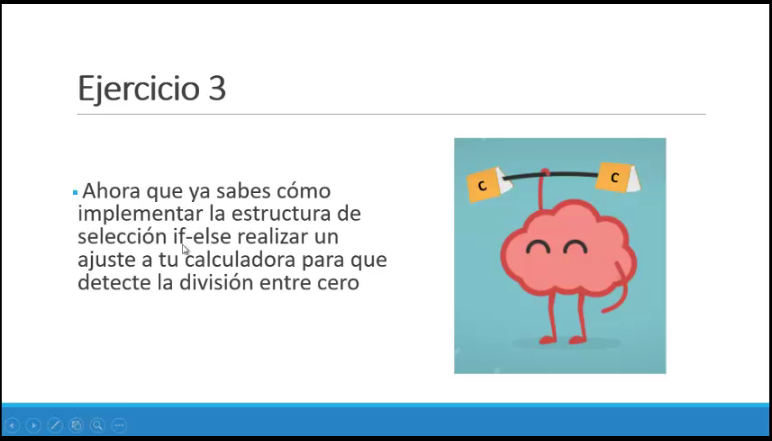 Ejercicio 3
Ahora que ya sabes cómo
implementar la estructura de
selección if-else realizar un
ajuste a tu calculadora para que
detecte la división entre cero
C
C